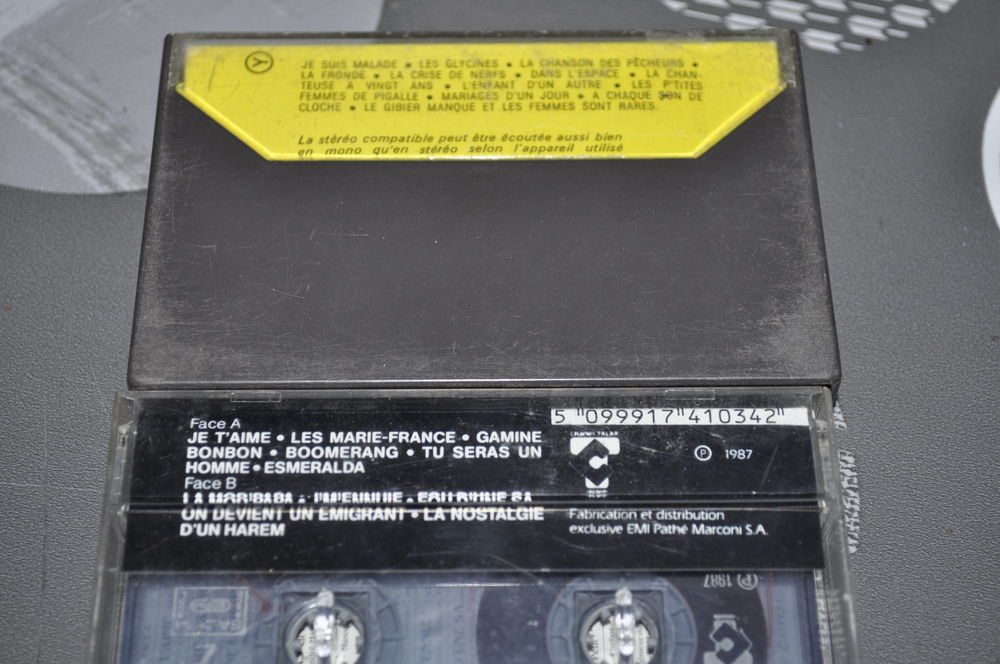 Y
JE SUIS MALADE • LES GLYCINES • LA CHANSON DES PÊCHEURS •
LA FRONDE • LA CRISE DE NERFS • DANS L'ESPACE • LA CHAN-
TEUSE A VINGT ANS • L'ENFANT D'UN AUTRE • LES P'TITES
FEMMES DE PIGALLE • MARIAGES D'UN JOUR • A CHAQUE SON DE
CLOCHE • LE GIBIER MANQUE ET LES FEMMES SONT RARES.
La stéréo compatible peut être écoutée aussi bien
en mono qu'en stéréo selon l'appareil utilisé
5 "099917"410342"
Face A
JE T'AIME • LES MARIE-FRANCE • GAMINE
BONBON • BOOMERANG • TU SERAS UN
HOMME • ESMERALDA
Face B
ON DEVIENT UN EMIGRANT • LA NOSTALGIE
D'UN HAREM
Charles TALAR
℗ 1987
Fabrication et distribution
exclusive EMI Pathé Marconi S.A.
℗ 1987